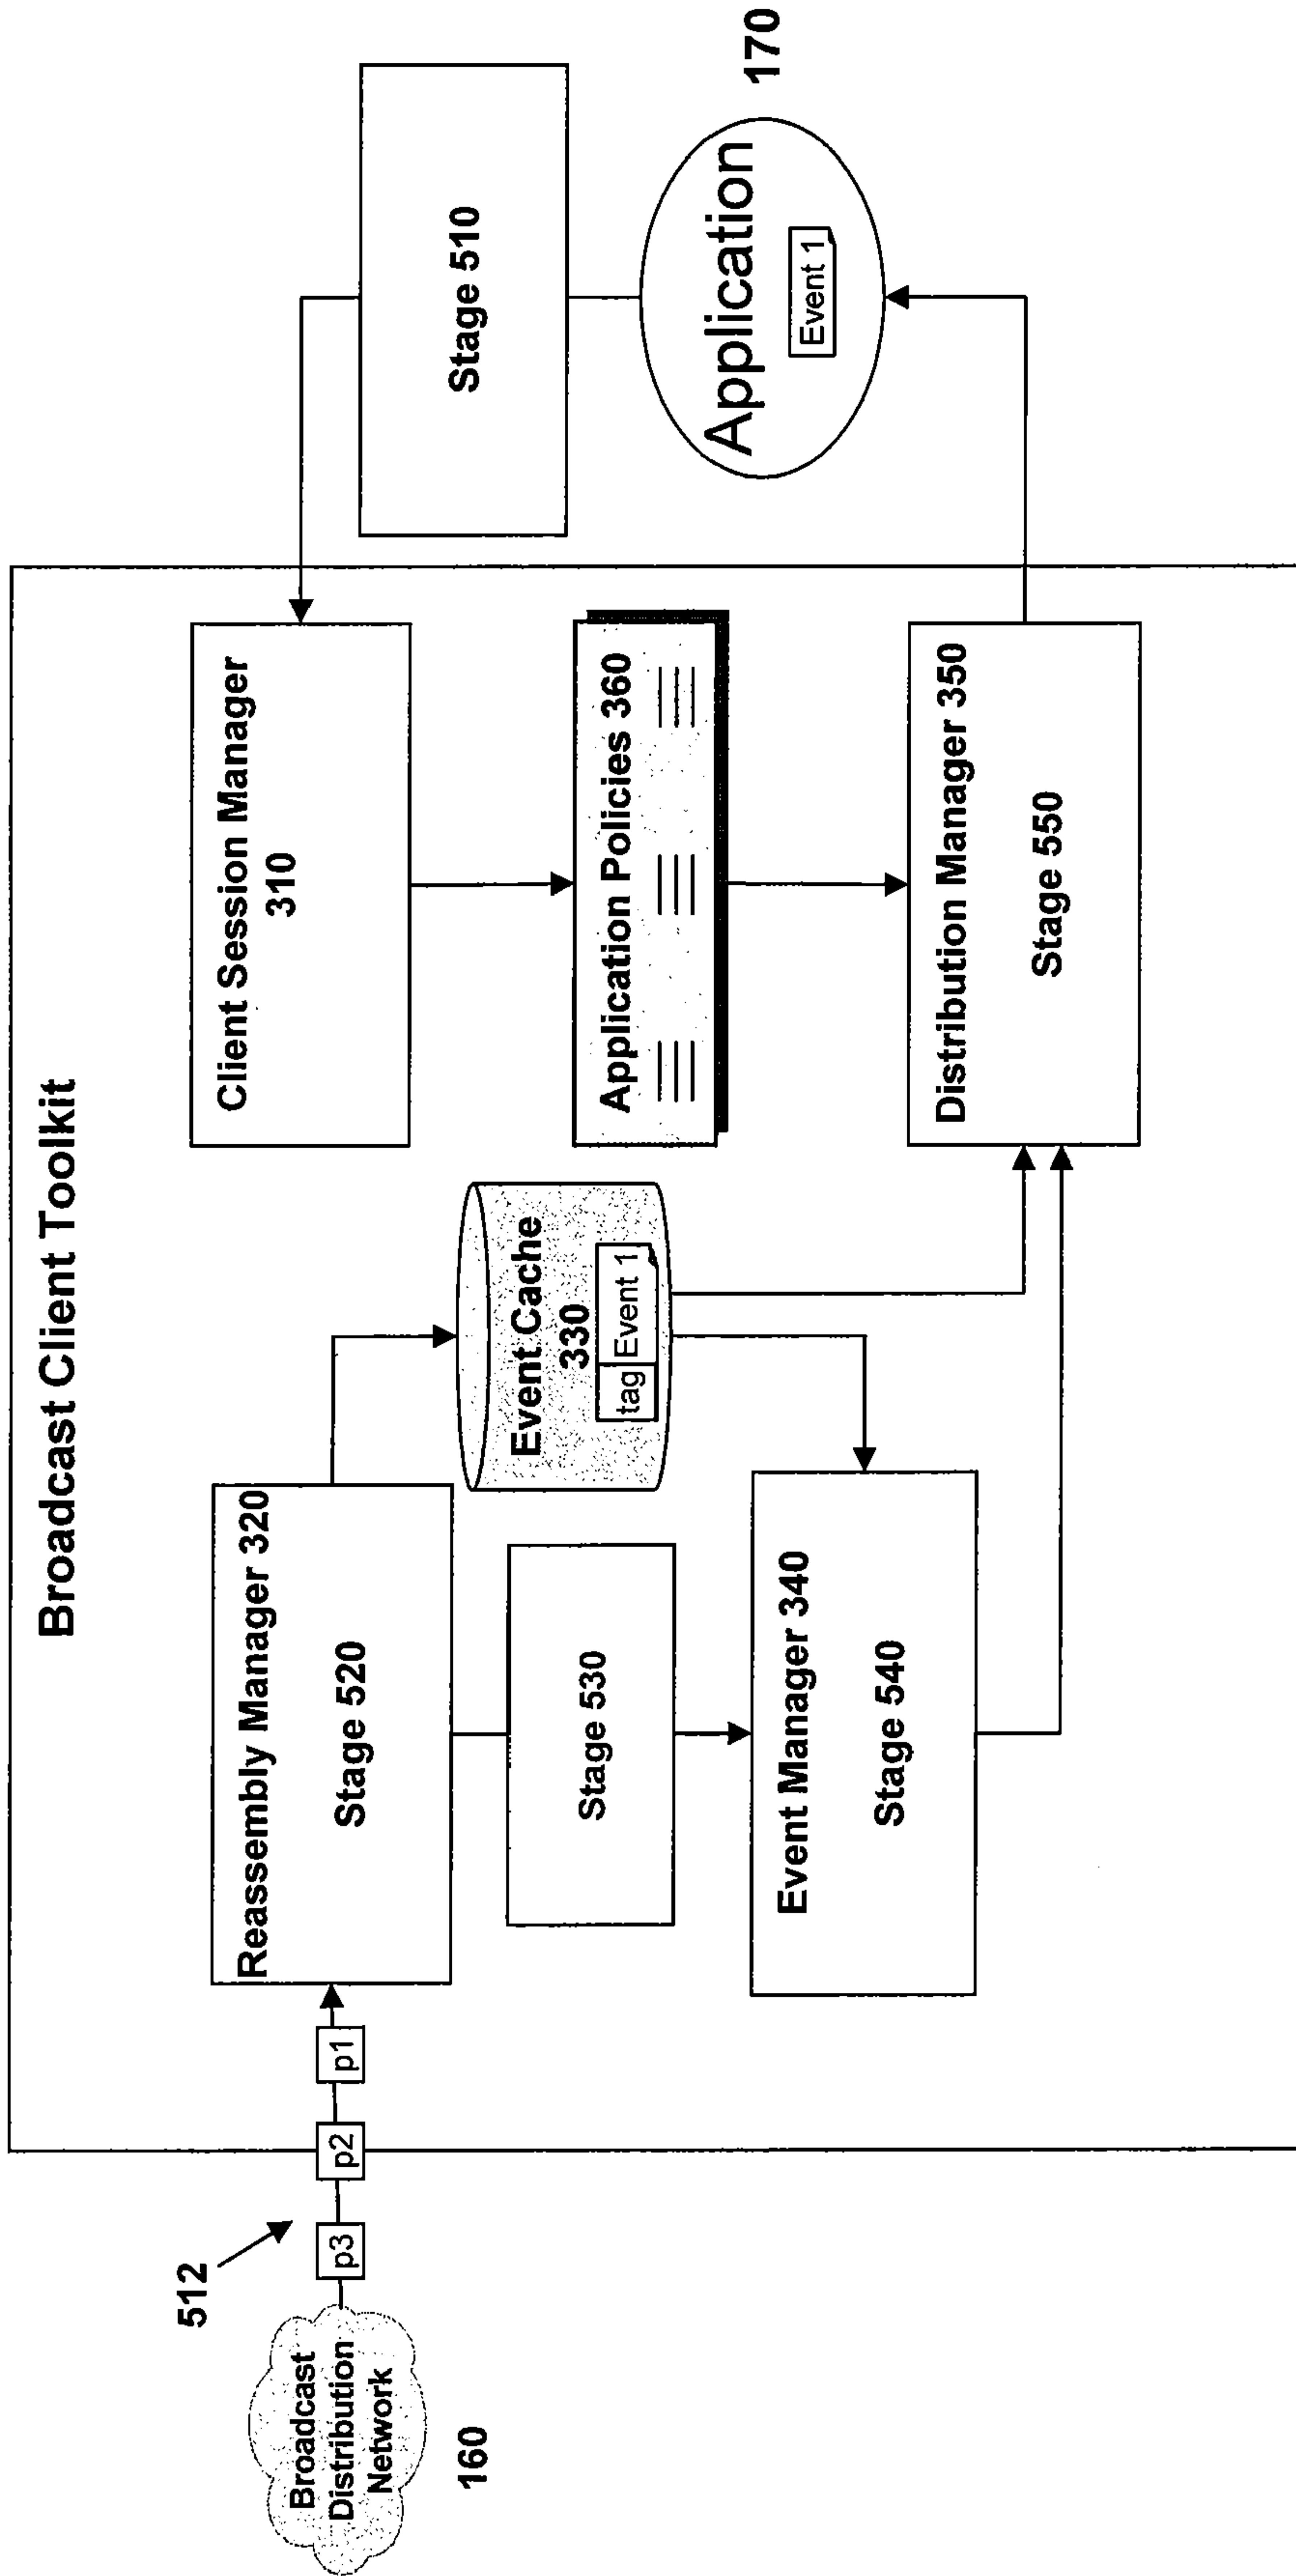 Broadcast Client Toolkit
512
Broadcast
Distribution
Network
160
p3
p2
p1
Reassembly Manager 320
Stage 520
Stage 530
Event Manager 340
Stage 540
Event Cache
330
tag
Event 1
Client Session Manager
310
Application Policies 360
Distribution Manager 350
Stage 550
Stage 510
Application
Event 1
170